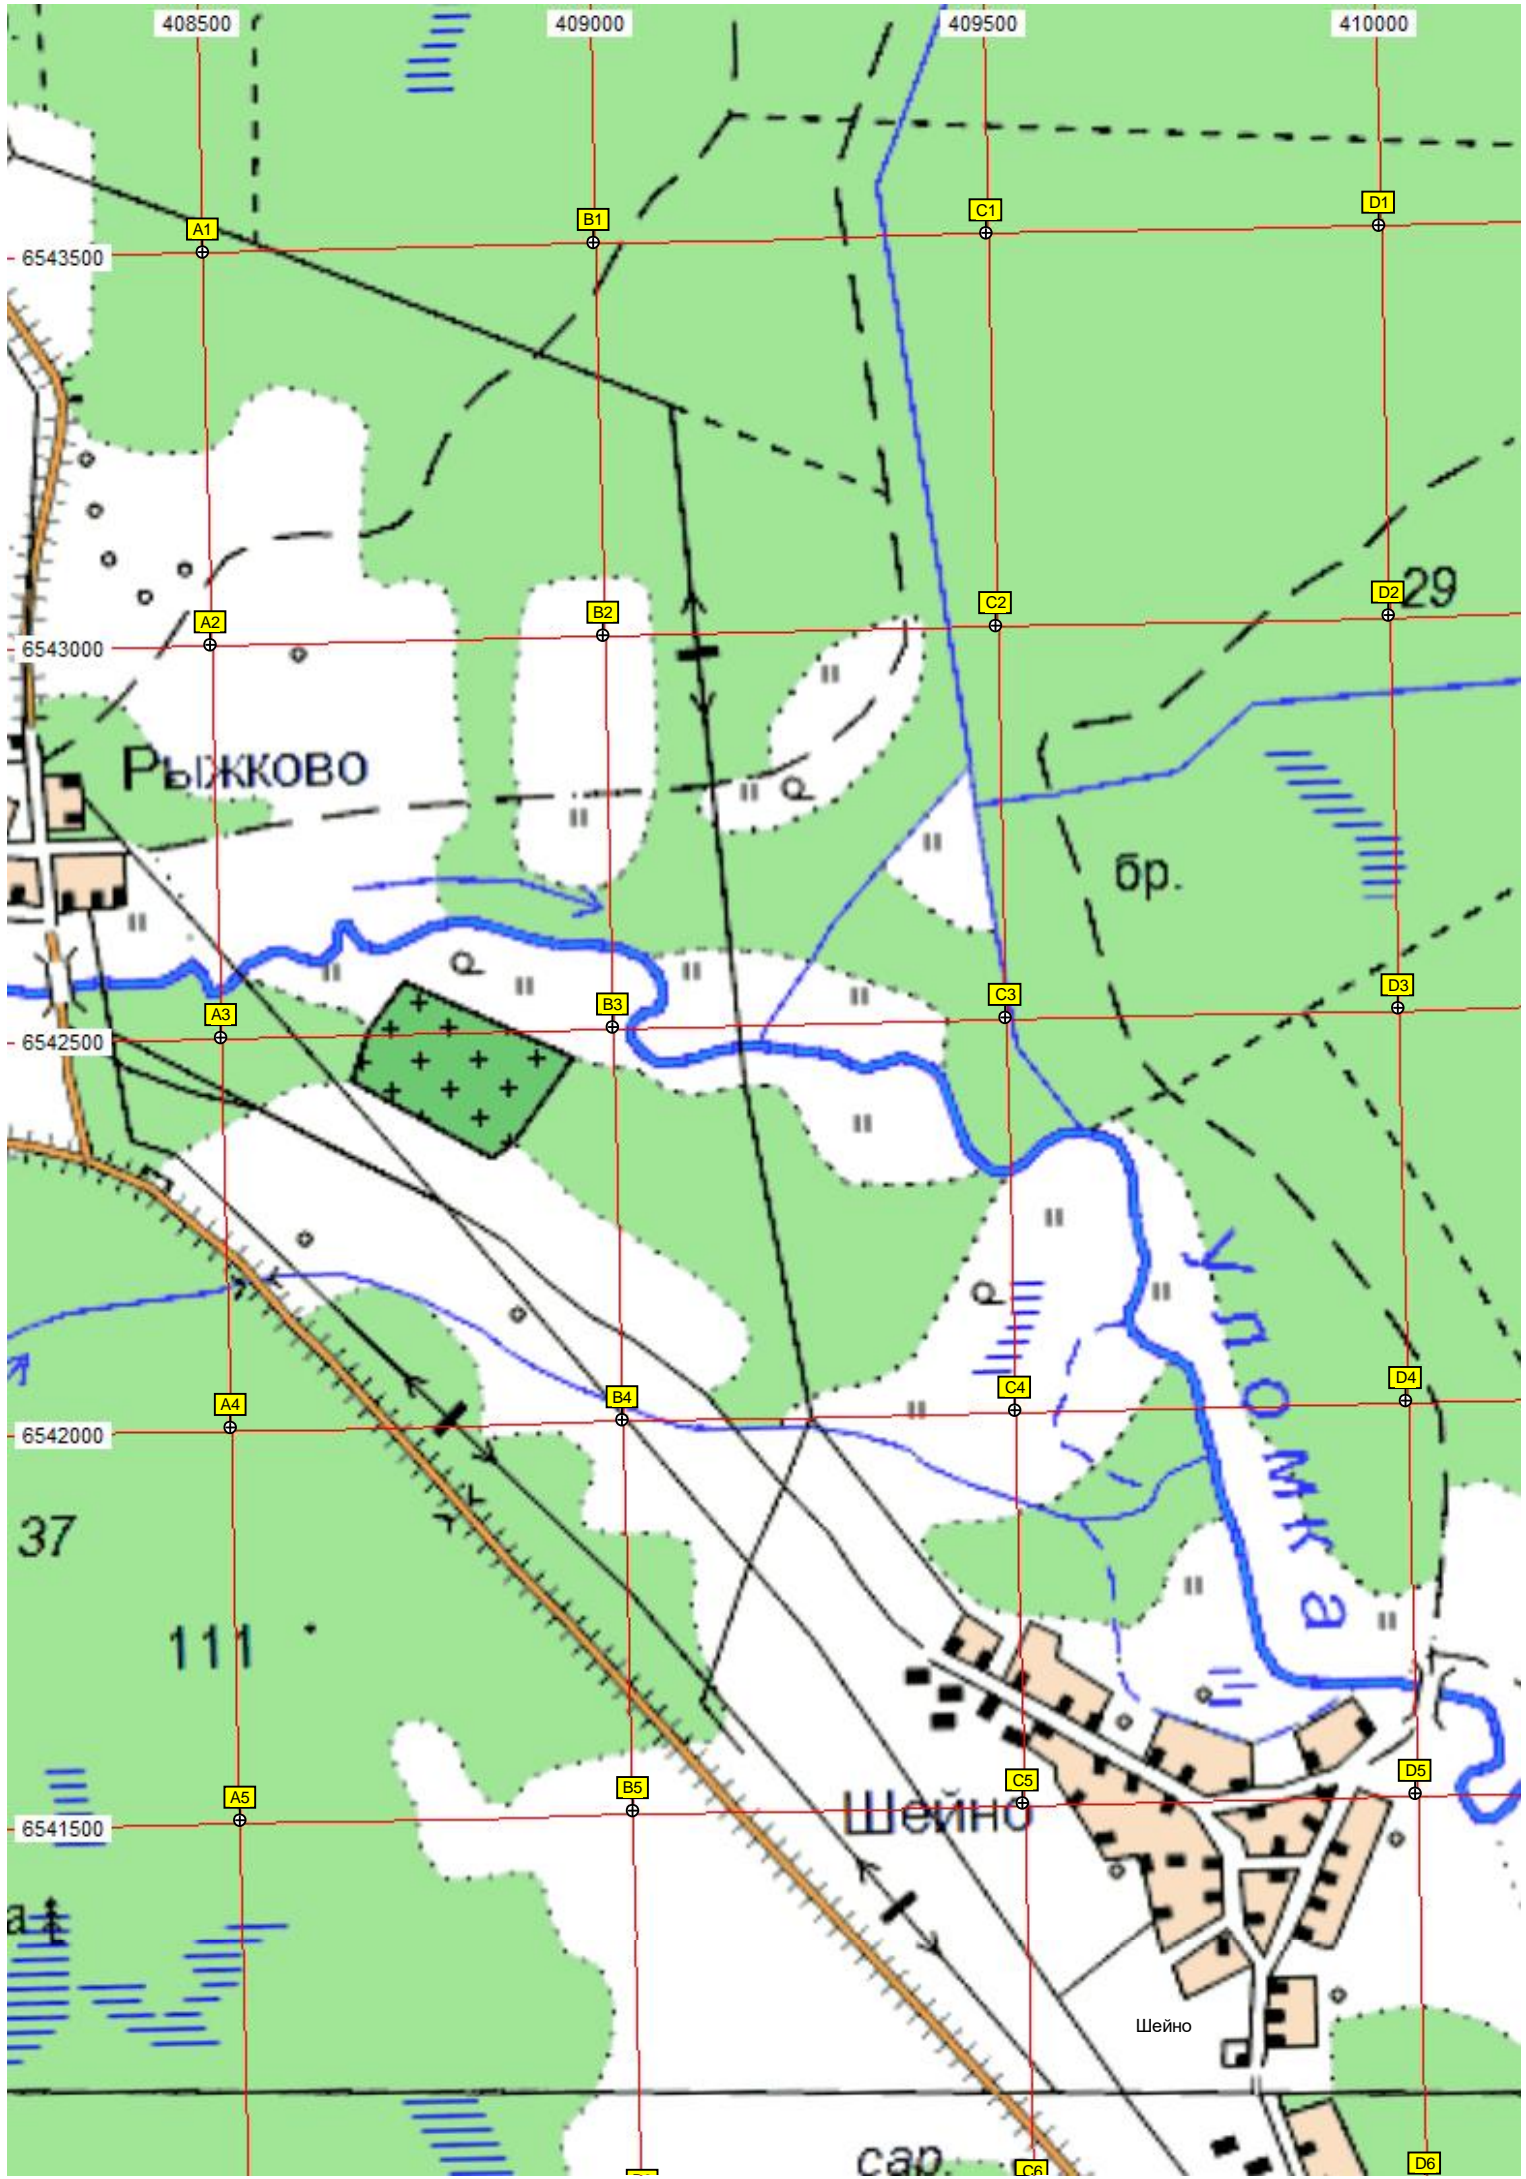 408500 409000 409500 410000
A1 B1 C1 D1
6543500
A2 B2 C2 D2 29
6543000
Рыжково
бр.
A3 B3 C3 D3
6542500
Уломка
A4 B4 C4 D4
6542000
37
111
A5 B5 C5 D5
Шейно
6541500
а
Шейно
сар.
C6 D6